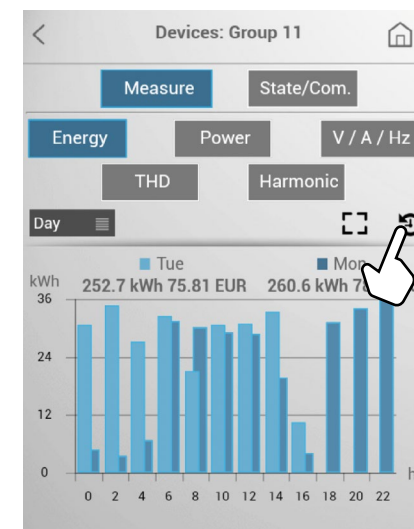 Devices: Group 11
Measure State/Com.
Energy Power V / A / Hz
THD Harmonic
Day
Tue Mon
kWh 252.7 kWh 75.81 EUR 260.6 kWh
36
24
12
0 h
0 2 4 6 8 10 12 14 16 18 20 22